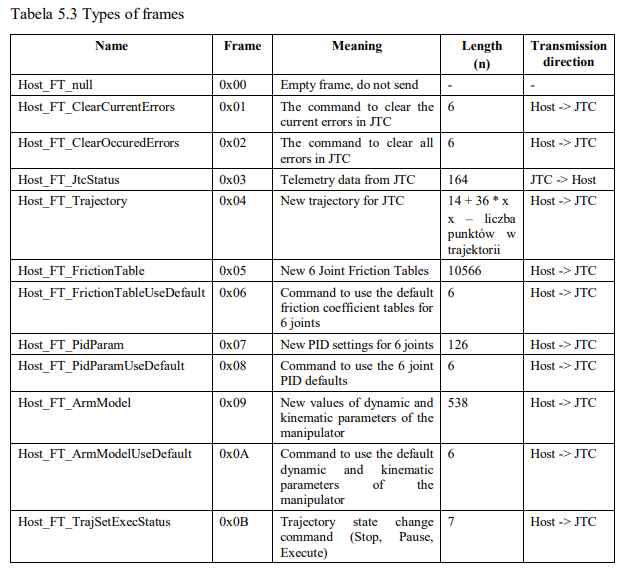 Tabela 5.3 Types of frames
Name Frame Meaning Length (n) Transmission direction
Host_FT_null 0x00 Empty frame, do not send - -
Host_FT_ClearCurrentErrors 0x01 The command to clear the current errors in JTC 6 Host -> JTC
Host_FT_ClearOccuredErrors 0x02 The command to clear all errors in JTC 6 Host -> JTC
Host_FT_JtcStatus 0x03 Telemetry data from JTC 164 JTC -> Host
Host_FT_Trajectory 0x04 New trajectory for JTC 14 + 36 * x x – liczba punktów w trajektorii Host -> JTC
Host_FT_FrictionTable 0x05 New 6 Joint Friction Tables 10566 Host -> JTC
Host_FT_FrictionTableUseDefault 0x06 Command to use the default friction coefficient tables for 6 joints 6 Host -> JTC
Host_FT_PidParam 0x07 New PID settings for 6 joints 126 Host -> JTC
Host_FT_PidParamUseDefault 0x08 Command to use the 6 joint PID defaults 6 Host -> JTC
Host_FT_ArmModel 0x09 New values of dynamic and kinematic parameters of the manipulator 538 Host -> JTC
Host_FT_ArmModelUseDefault 0x0A Command to use the default dynamic and kinematic parameters of the manipulator 6 Host -> JTC
Host_FT_TrajSetExecStatus 0x0B Trajectory state change command (Stop, Pause, Execute) 7 Host -> JTC